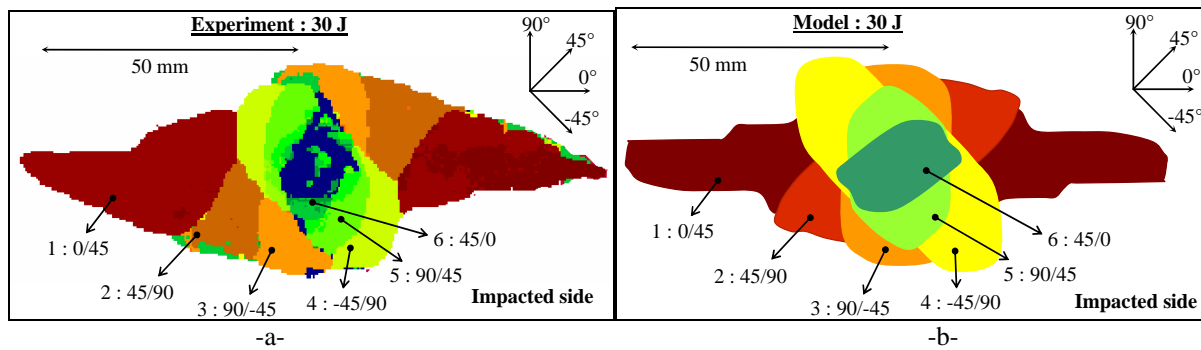 Experiment : 30 J
50 mm
90°
45°
0°
-45°
1 : 0/45
2 : 45/90
3 : 90/-45
4 : -45/90
5 : 90/45
6 : 45/0
Impacted side
-a-
Model : 30 J
50 mm
90°
45°
0°
-45°
1 : 0/45
2 : 45/90
3 : 90/-45
4 : -45/90
5 : 90/45
6 : 45/0
Impacted side
-b-